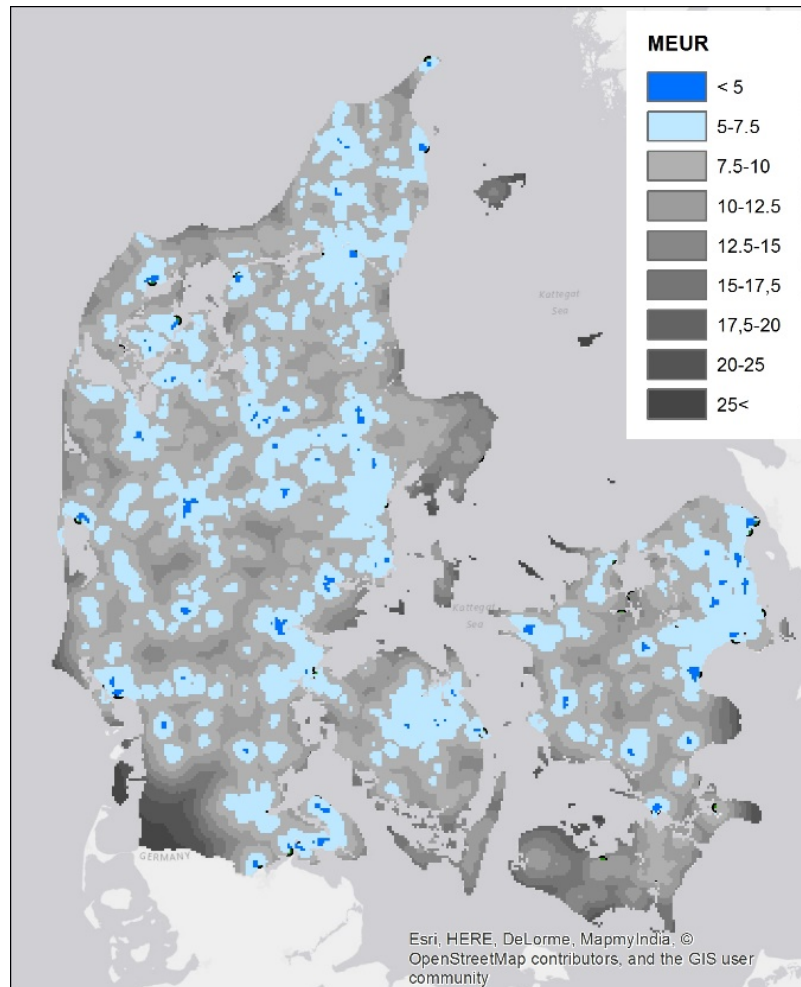 MEUR
< 5
5-7.5
7.5-10
10-12.5
12.5-15
15-17,5
17,5-20
20-25
25<
Kattegat
Sea
Kattegat
Sea
GERMANY
Esri, HERE, DeLorme, MapmyIndia, ©
OpenStreetMap contributors, and the GIS user
community